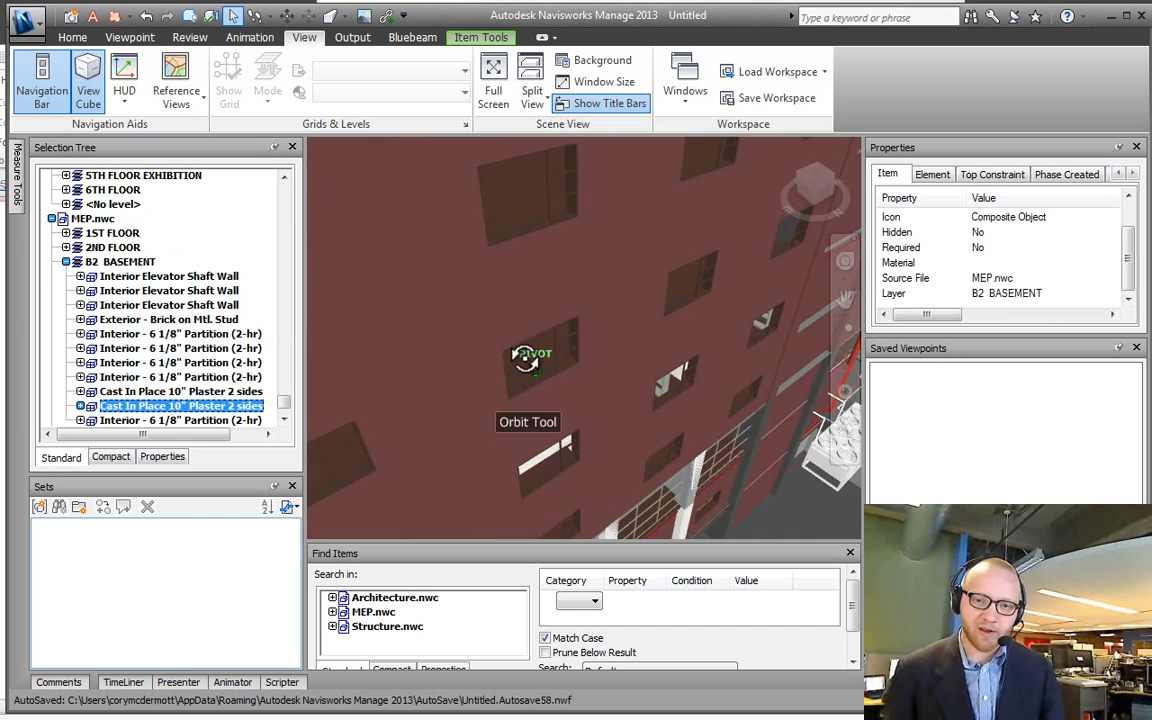 Autodesk Navisworks Manage 2013 Untitled
Type a keyword or phrase
Home Viewpoint Review Animation View Output Bluebeam Item Tools
Navigation Bar
View Cube
HUD
Reference Views
Navigation Aids
Show Grid
Mode
Grids & Levels
Full Screen
Split View
Background
Window Size
Show Title Bars
Scene View
Windows
Load Workspace
Save Workspace
Workspace
Measure Tools
Selection Tree
5TH FLOOR EXHIBITION
6TH FLOOR
<No level>
MEP.nwc
1ST FLOOR
2ND FLOOR
B2 BASEMENT
Interior Elevator Shaft Wall
Interior Elevator Shaft Wall
Interior Elevator Shaft Wall
Exterior - Brick on Mtl. Stud
Interior - 6 1/8" Partition (2-hr)
Interior - 6 1/8" Partition (2-hr)
Interior - 6 1/8" Partition (2-hr)
Interior - 6 1/8" Partition (2-hr)
Cast In Place 10" Plaster 2 sides
Cast In Place 10" Plaster 2 sides
Interior - 6 1/8" Partition (2-hr)
Standard Compact Properties
Sets
PIVOT
Orbit Tool
Find Items
Search in:
Architecture.nwc
MEP.nwc
Structure.nwc
Standard Compact Properties
Category Property Condition Value
Match Case
Prune Below Result
Search: Default
Properties
Item Element Top Constraint Phase Created
Property Value
Icon Composite Object
Hidden No
Required No
Material
Source File MEP.nwc
Layer B2 BASEMENT
Saved Viewpoints
Comments TimeLiner Presenter Animator Scripter
AutoSaved: C:\Users\corymcdermott\AppData\Roaming\Autodesk Navisworks Manage 2013\AutoSave\Untitled.Autosave58.nwf